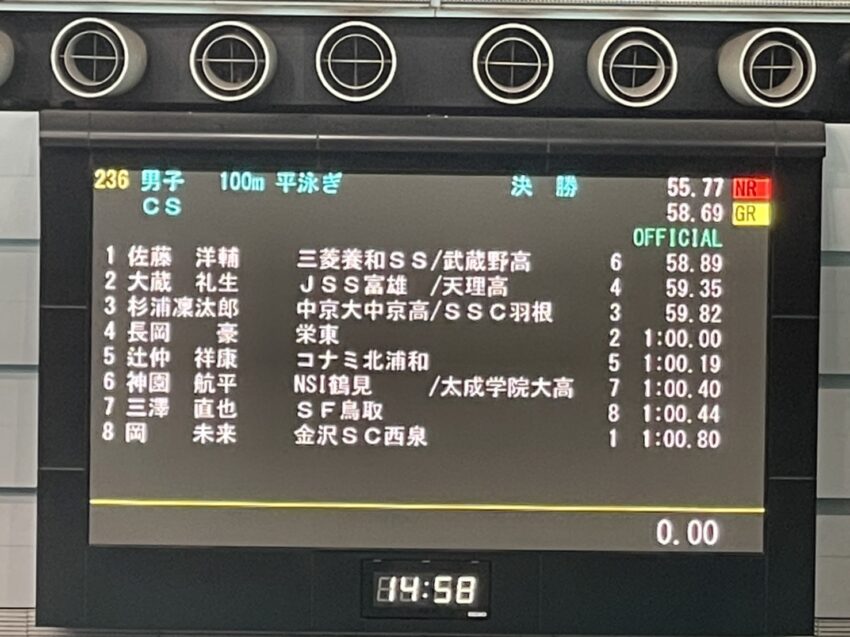 236 男子 100m 平泳ぎ 決 勝 55.77 NR
CS 58.69 GR
OFFICIAL
1 佐藤 洋輔 三菱養和SS/武蔵野高 6 58.89
2 大蔵 礼生 JSS富雄 /天理高 4 59.35
3 杉浦凜汰郎 中京大中京高/SSC羽根 3 59.82
4 長岡 豪 栄東 2 1:00.00
5 辻仲 祥康 コナミ北浦和 5 1:00.19
6 神園 航平 NSI鶴見 /太成学院大高 7 1:00.40
7 三澤 直也 SF鳥取 8 1:00.44
8 岡 未来 金沢SC西泉 1 1:00.80
0.00
14:58